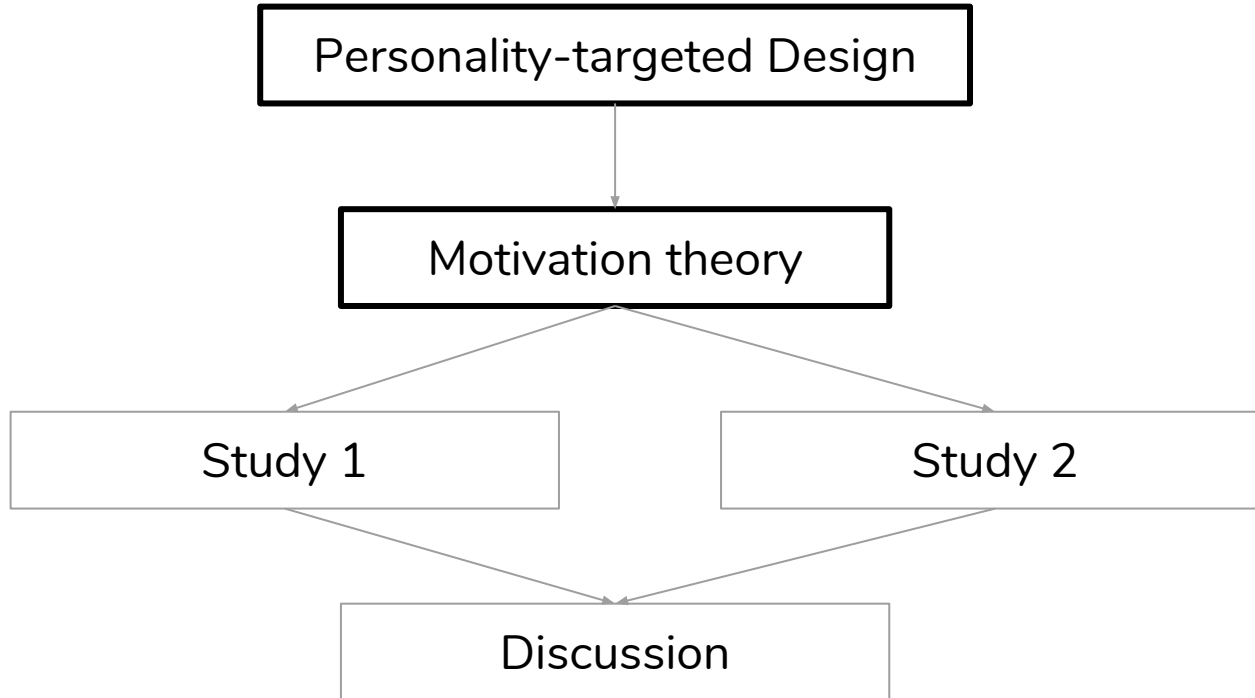 Personality-targeted Design
Motivation theory
Study 1
Study 2
Discussion